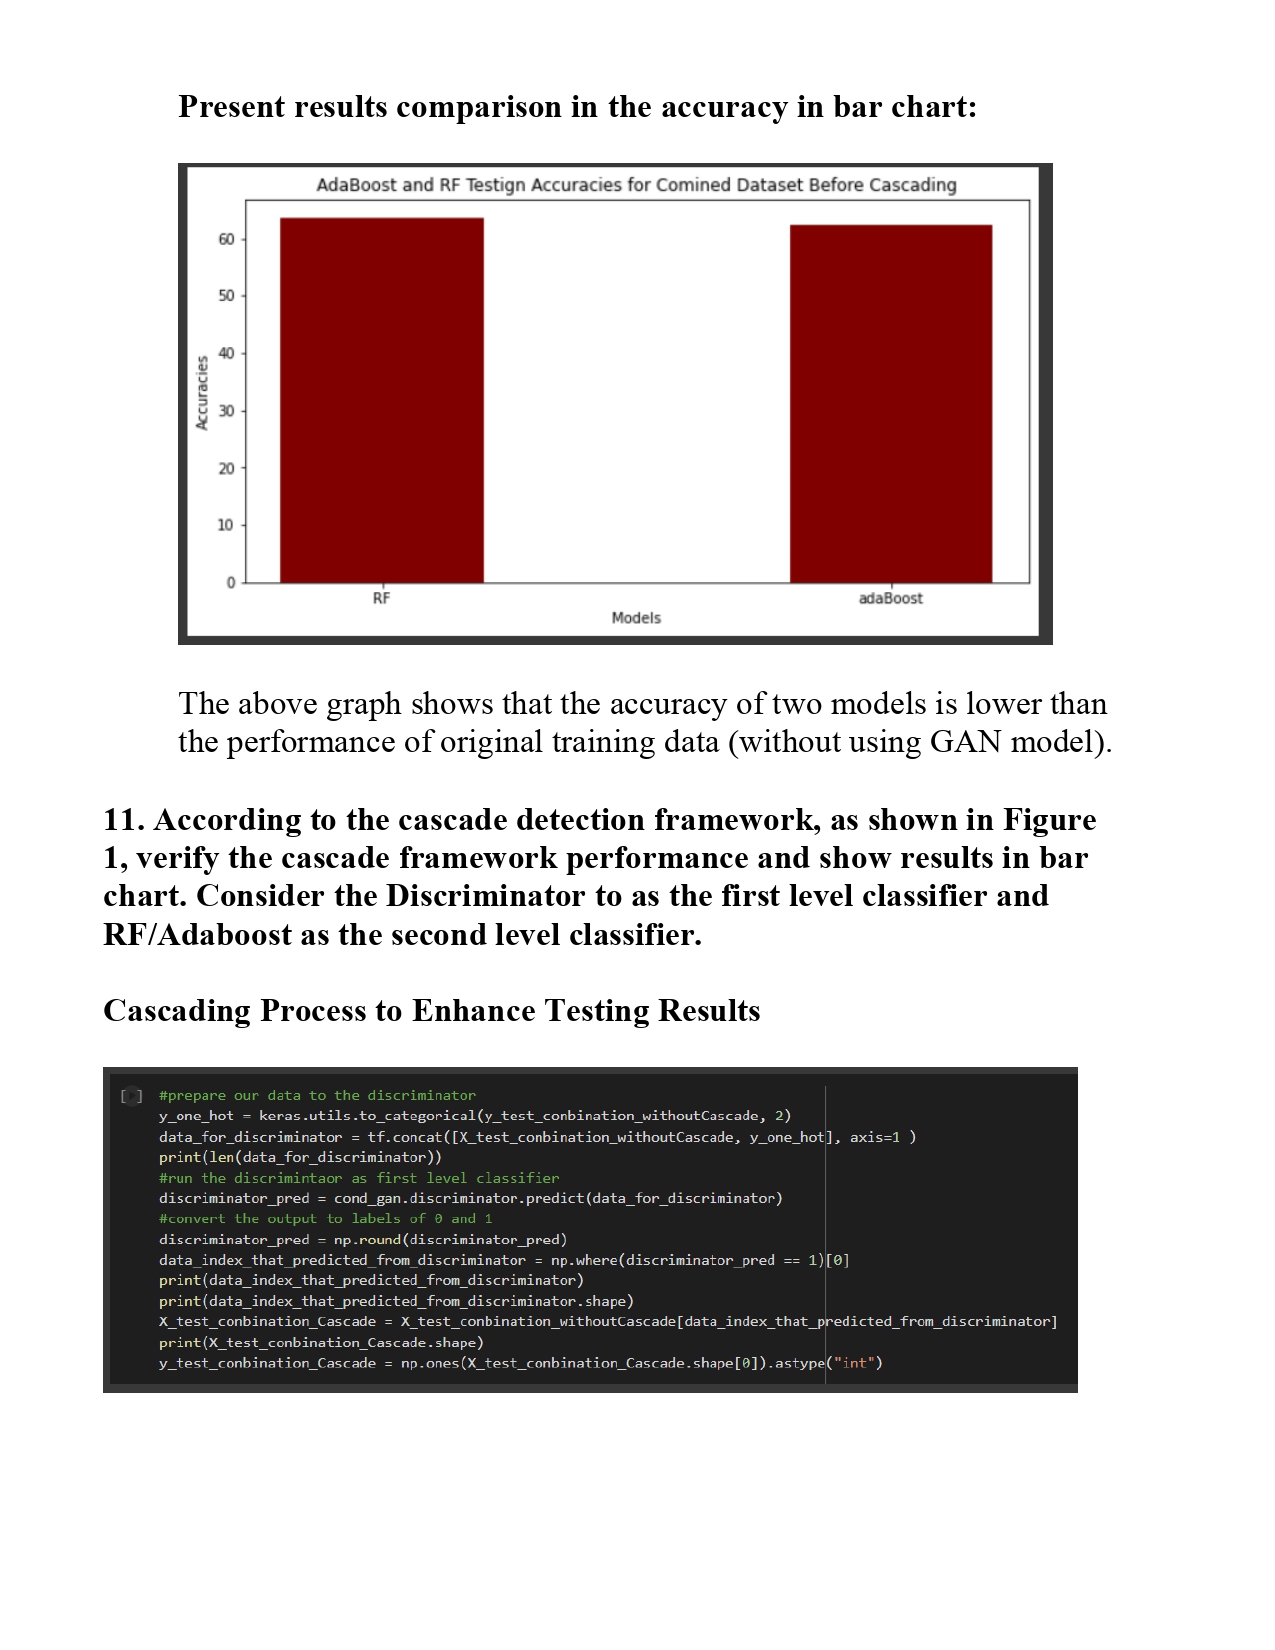 Present results comparison in the accuracy in bar chart:
AdaBoost and RF Testign Accuracies for Comined Dataset Before Cascading
60
50
40
30
20
10
0
Accuracies
RF
adaBoost
Models
The above graph shows that the accuracy of two models is lower than
the performance of original training data (without using GAN model).
11. According to the cascade detection framework, as shown in Figure
1, verify the cascade framework performance and show results in bar
chart. Consider the Discriminator to as the first level classifier and
RF/Adaboost as the second level classifier.
Cascading Process to Enhance Testing Results
[ ] #prepare our data to the discriminator
y_one_hot = keras.utils.to_categorical(y_test_conbination_withoutCascade, 2)
data_for_discriminator = tf.concat([X_test_conbination_withoutCascade, y_one_hot], axis=1 )
print(len(data_for_discriminator))
#run the discrimintaor as first level classifier
discriminator_pred = cond_gan.discriminator.predict(data_for_discriminator)
#convert the output to labels of 0 and 1
discriminator_pred = np.round(discriminator_pred)
data_index_that_predicted_from_discriminator = np.where(discriminator_pred == 1)[0]
print(data_index_that_predicted_from_discriminator)
print(data_index_that_predicted_from_discriminator.shape)
X_test_conbination_Cascade = X_test_conbination_withoutCascade[data_index_that_predicted_from_discriminator]
print(X_test_conbination_Cascade.shape)
y_test_conbination_Cascade = np.ones(X_test_conbination_Cascade.shape[0]).astype("int")